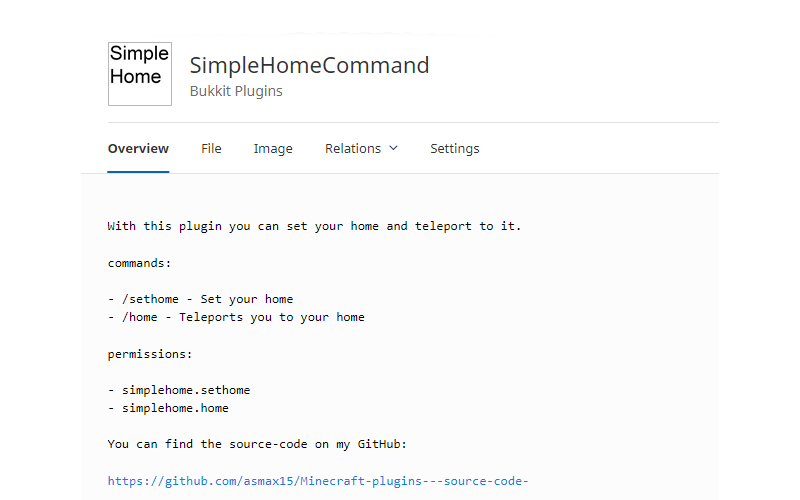 Simple
Home
SimpleHomeCommand
Bukkit Plugins
Overview File Image Relations Settings
With this plugin you can set your home and teleport to it.
commands:
- /sethome - Set your home
- /home - Teleports you to your home
permissions:
- simplehome.sethome
- simplehome.home
You can find the source-code on my GitHub:
https://github.com/asmax15/Minecraft-plugins---source-code-